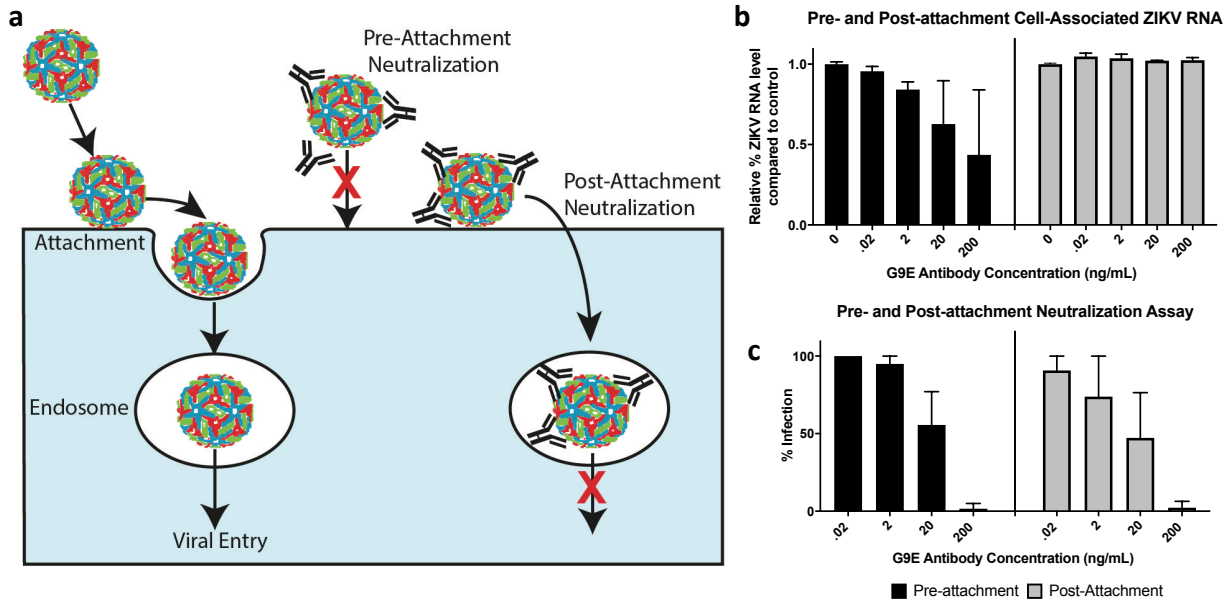 a
Pre-Attachment
Neutralization
Post-Attachment
Neutralization
Attachment
Endosome
Viral Entry
X
X
b
Pre- and Post-attachment Cell-Associated ZIKV RNA
Relative % ZIKV RNA level
compared to control
1.0
0.5
0.0
0 .02 2 20 200 0 .02 2 20 200
G9E Antibody Concentration (ng/mL)
Pre- and Post-attachment Neutralization Assay
c
% Infection
100
50
0
.02 2 20 200 .02 2 20 200
G9E Antibody Concentration (ng/mL)
Pre-attachment Post-Attachment